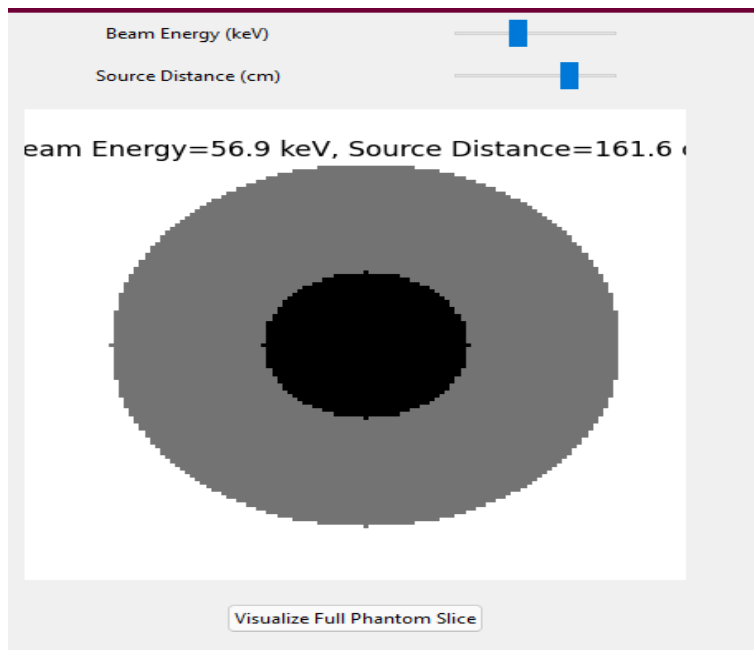 Beam Energy (keV)
Source Distance (cm)
eam Energy=56.9 keV, Source Distance=161.6
Visualize Full Phantom Slice